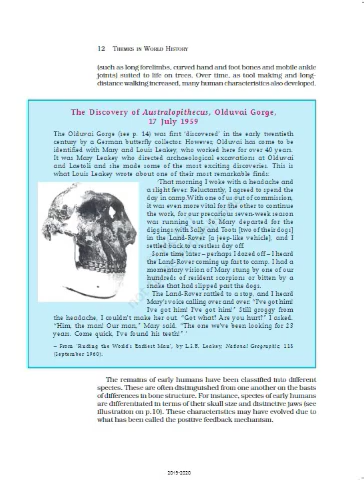 12 THEMES IN WORLD HISTORY
(such as long forelimbs, curved hand and foot bones and mobile ankle
joints) suited to life on trees. Over time, as tool making and long-
distance walking increased, many human characteristics also developed.
The Discovery of Australopithecus, Olduvai Gorge,
17 July 1959
The Olduvai Gorge (see p. 14) was first ‘discovered’ in the early twentieth
century by a German butterfly collector. However, Olduvai has come to be
identified with Mary and Louis Leakey, who worked here for over 40 years.
It was Mary Leakey who directed archaeological excavations at Olduvai
and Laetoli and she made some of the most exciting discoveries. This is
what Louis Leakey wrote about one of their most remarkable finds:
‘That morning I woke with a headache and
a slight fever. Reluctantly, I agreed to spend the
day in camp. With one of us out of commission,
it was even more vital for the other to continue
the work, for our precarious seven-week season
was running out. So Mary departed for the
diggings with Sally and Toots [two of their dogs]
in the Land-Rover [a jeep-like vehicle], and I
settled back to a restless day off.
Some time later – perhaps I dozed off – I heard
the Land-Rover coming up fast to camp. I had a
momentary vision of Mary stung by one of our
hundreds of resident scorpions or bitten by a
snake that had slipped past the dogs.
The Land-Rover rattled to a stop, and I heard
Mary’s voice calling over and over: “I’ve got him!
I’ve got him! I’ve got him!” Still groggy from
the headache, I couldn’t make her out. “Got what? Are you hurt?” I asked.
“Him, the man! Our man,” Mary said. “The one we’ve been looking for 23
years. Come quick, I’ve found his teeth!” ’
– From ‘Finding the World’s Earliest Man’, by L.S.B. Leakey, National Geographic, 118
(September 1960).
The remains of early humans have been classified into different
species. These are often distinguished from one another on the basis
of differences in bone structure. For instance, species of early humans
are differentiated in terms of their skull size and distinctive jaws (see
illustration on p.10). These characteristics may have evolved due to
what has been called the positive feedback mechanism.
2019-2020